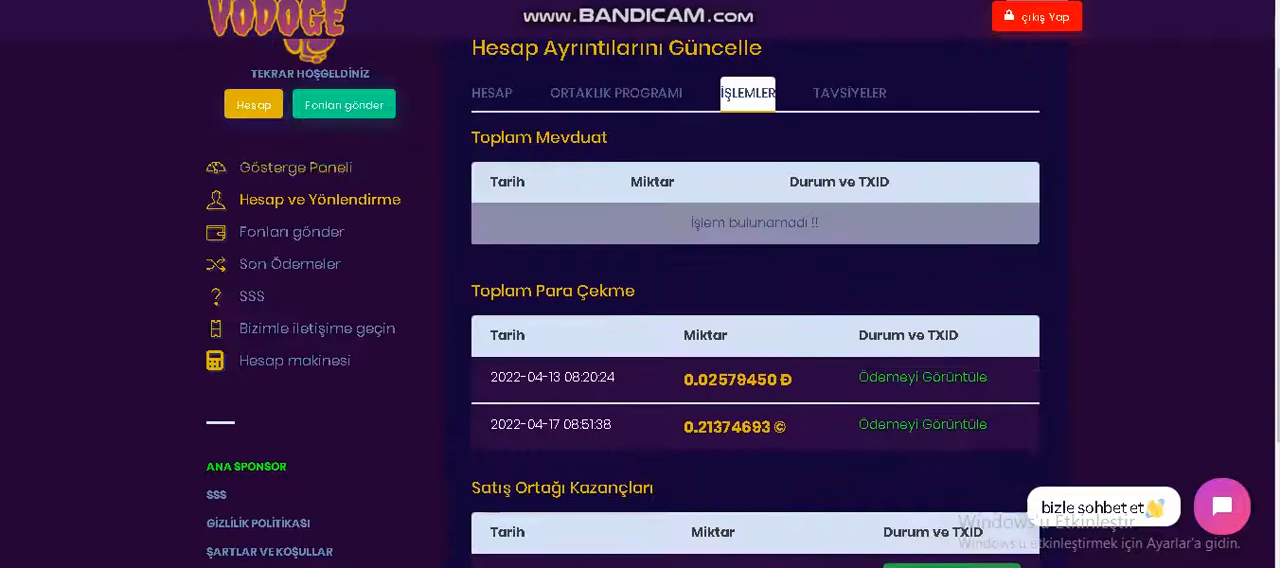 VODOGE
www.BANDICAM.com
çıkış Yap
TEKRAR HOŞGELDİNİZ
Hesap
Fonları gönder
Gösterge Paneli
Hesap ve Yönlendirme
Fonları gönder
Son Ödemeler
SSS
Bizimle iletişime geçin
Hesap makinesi
ANA SPONSOR
SSS
GİZLİLİK POLİTİKASI
ŞARTLAR VE KOŞULLAR
Hesap Ayrıntılarını Güncelle
HESAP ORTAKLIK PROGRAMI İŞLEMLER TAVSİYELER
Toplam Mevduat
Tarih Miktar Durum ve TXID
İşlem bulunamadı !!
Toplam Para Çekme
Tarih Miktar Durum ve TXID
2022-04-13 08:20:24 0.02579450 Ð Ödemeyi Görüntüle
2022-04-17 08:51:38 0.21374693 © Ödemeyi Görüntüle
Satış Ortağı Kazançları
Tarih Miktar Durum ve TXID
bizle sohbet et👋
Windows'u Etkinleştir
Windows'u etkinleştirmek için Ayarlar'a gidin.